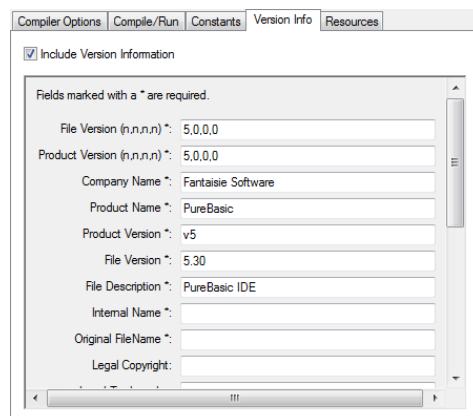 Compiler Options Compile/Run Constants Version Info Resources
Include Version Information
Fields marked with a * are required.
File Version (n,n,n,n) *: 5,0,0,0
Product Version (n,n,n,n) *: 5,0,0,0
Company Name *: Fantaisie Software
Product Name *: PureBasic
Product Version *: v5
File Version *: 5.30
File Description *: PureBasic IDE
Internal Name *:
Original FileName *:
Legal Copyright: